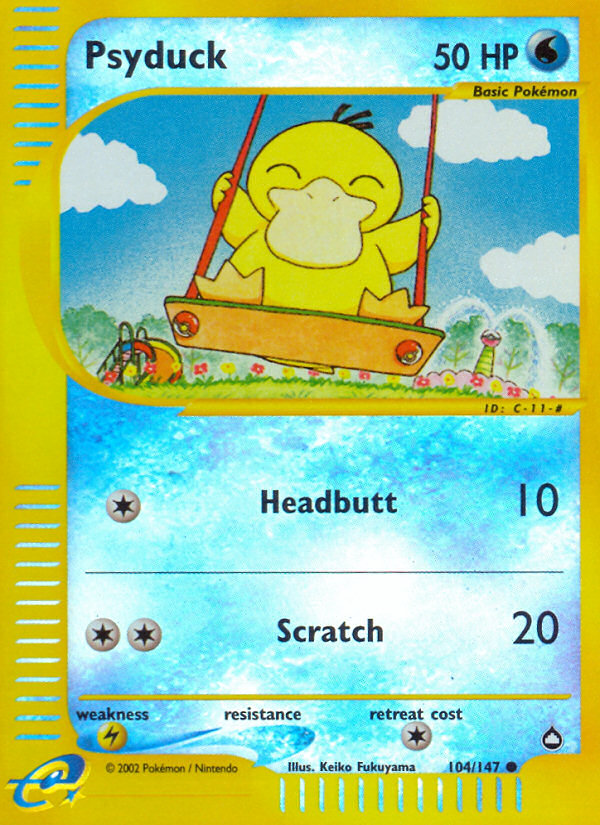 Psyduck 50 HP
Basic Pokémon
ID: C-11-#
Headbutt 10
Scratch 20
weakness resistance retreat cost
© 2002 Pokémon / Nintendo Illus. Keiko Fukuyama 104/147
e